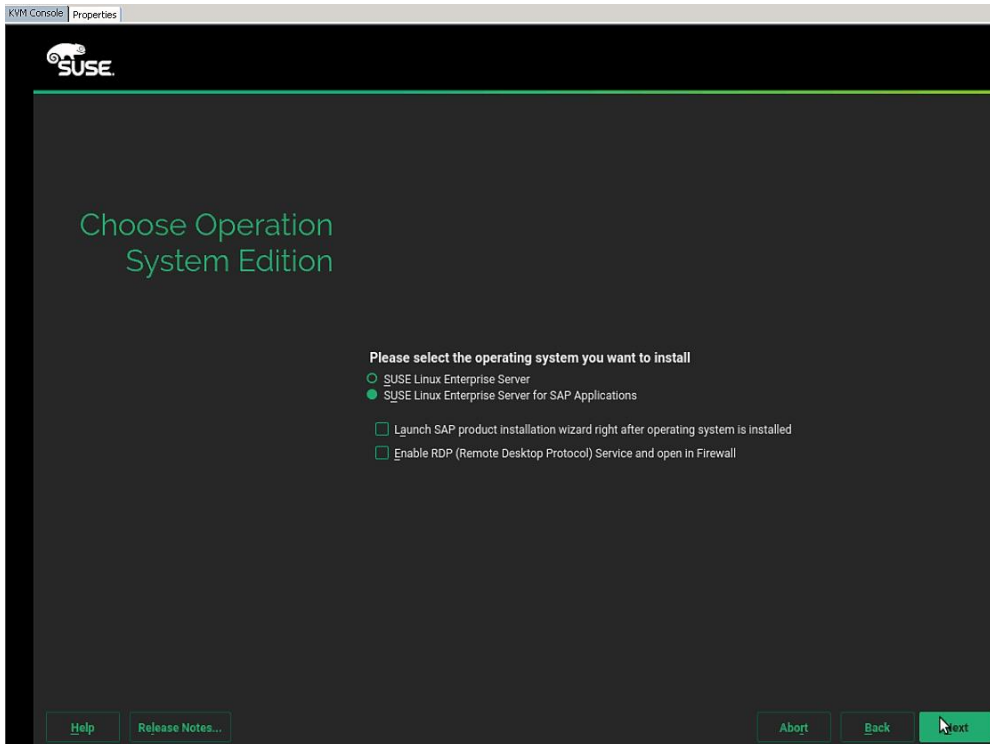 KVM Console Properties
SUSE.
Choose Operation
System Edition
Please select the operating system you want to install
SUSE Linux Enterprise Server
SUSE Linux Enterprise Server for SAP Applications
Launch SAP product installation wizard right after operating system is installed
Enable RDP (Remote Desktop Protocol) Service and open in Firewall
Help Release Notes... Abort Back Next